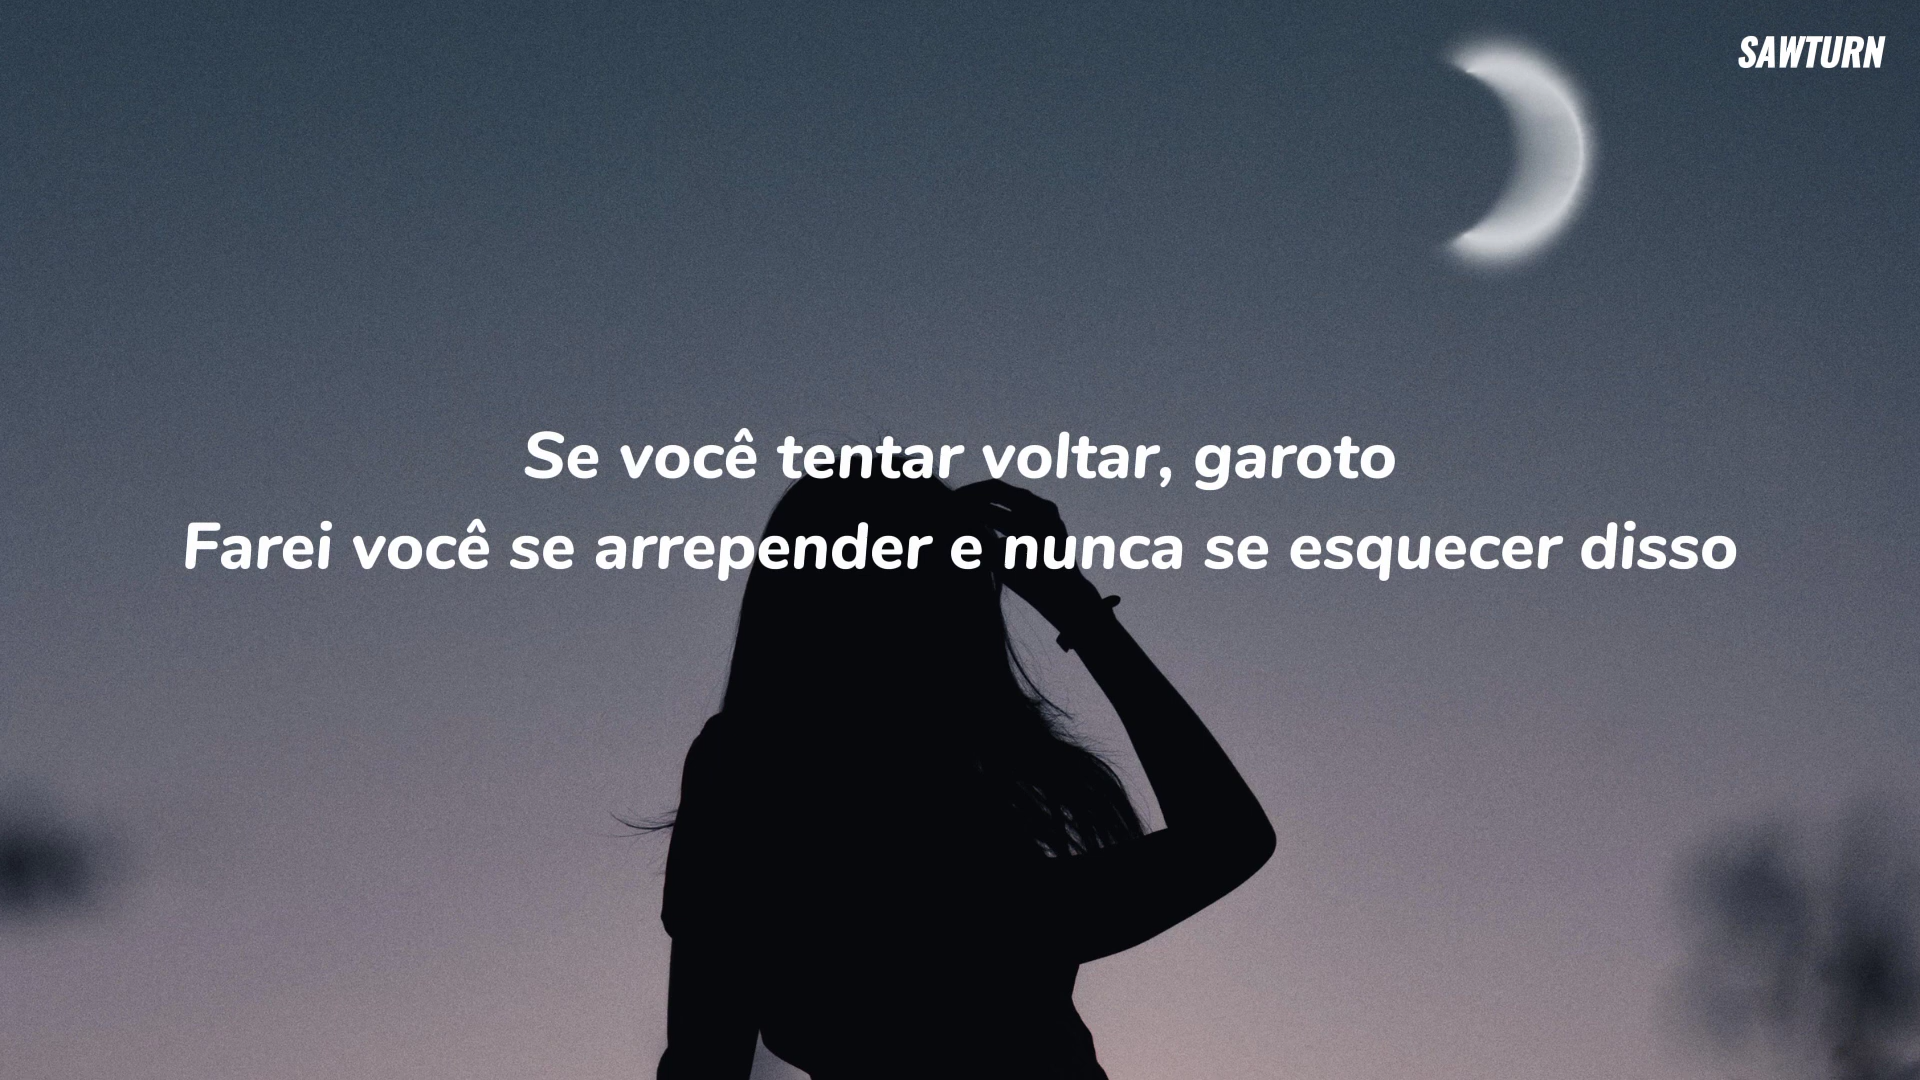 SAWTURN
Se você tentar voltar, garoto
Farei você se arrepender e nunca se esquecer disso